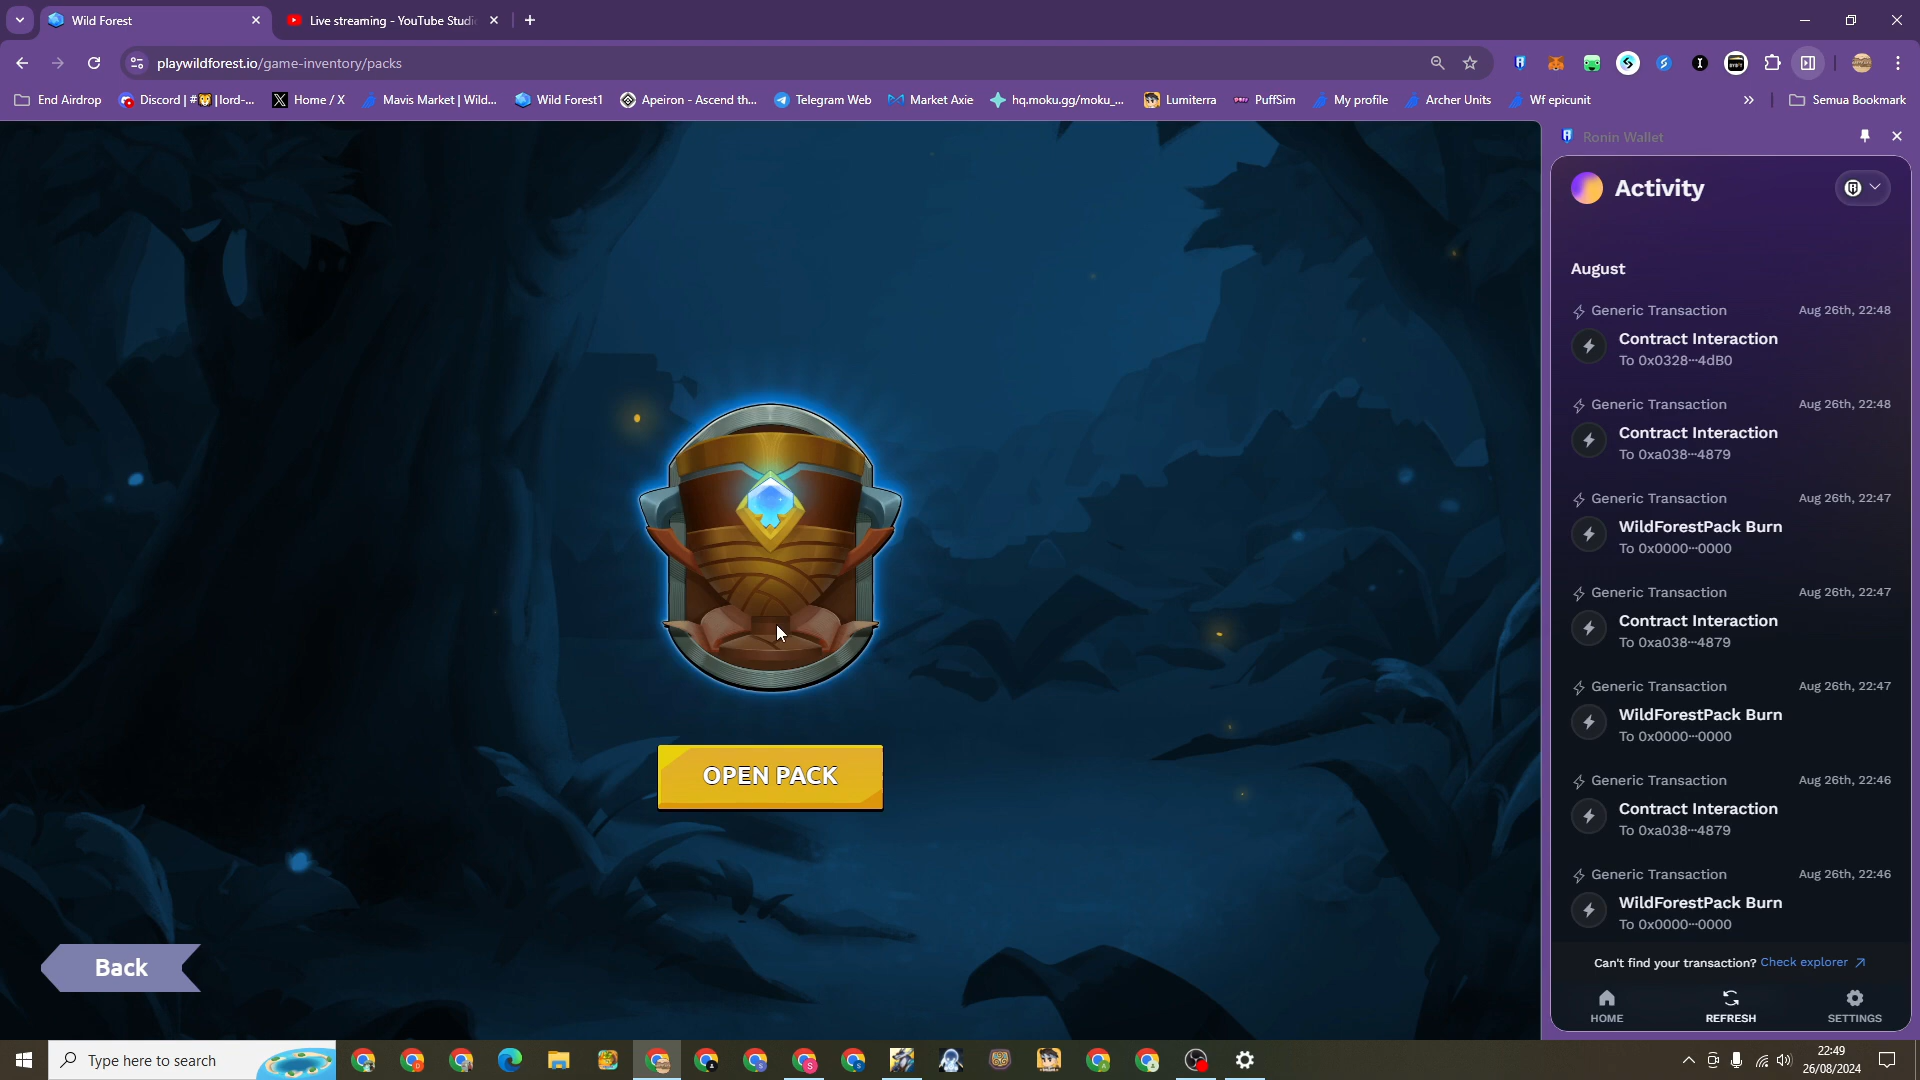 Wild Forest
Live streaming - YouTube Studi
playwildforest.io/game-inventory/packs
End Airdrop
Discord | #🦁|lord-...
Home / X
Mavis Market | Wild...
Wild Forest1
Apeiron - Ascend th...
Telegram Web
Market Axie
hq.moku.gg/moku_...
Lumiterra
PuffSim
My profile
Archer Units
Wf epicunit
Semua Bookmark
Ronin Wallet
Activity
August
Generic Transaction
Aug 26th, 22:48
Contract Interaction
To 0x0328···4dB0
Generic Transaction
Aug 26th, 22:48
Contract Interaction
To 0xa038···4879
Generic Transaction
Aug 26th, 22:47
WildForestPack Burn
To 0x0000···0000
Generic Transaction
Aug 26th, 22:47
Contract Interaction
To 0xa038···4879
Generic Transaction
Aug 26th, 22:47
WildForestPack Burn
To 0x0000···0000
Generic Transaction
Aug 26th, 22:46
Contract Interaction
To 0xa038···4879
Generic Transaction
Aug 26th, 22:46
WildForestPack Burn
To 0x0000···0000
Can't find your transaction? Check explorer
HOME
REFRESH
SETTINGS
OPEN PACK
Back
Type here to search
22:49
26/08/2024